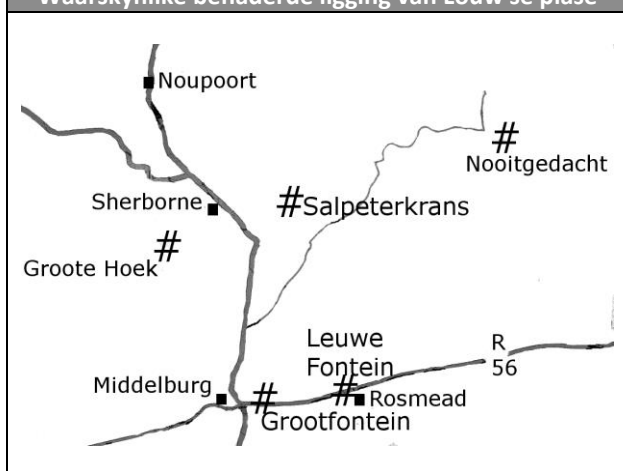 Waarskynlike benaderde ligging van Louw se plase
Noupoort
#
Nooitgedacht
Sherborne
#Salpeterkrans
#
Groote Hoek
Leuwe
Fontein
R
56
Middelburg
#
#
Rosmead
Grootfontein